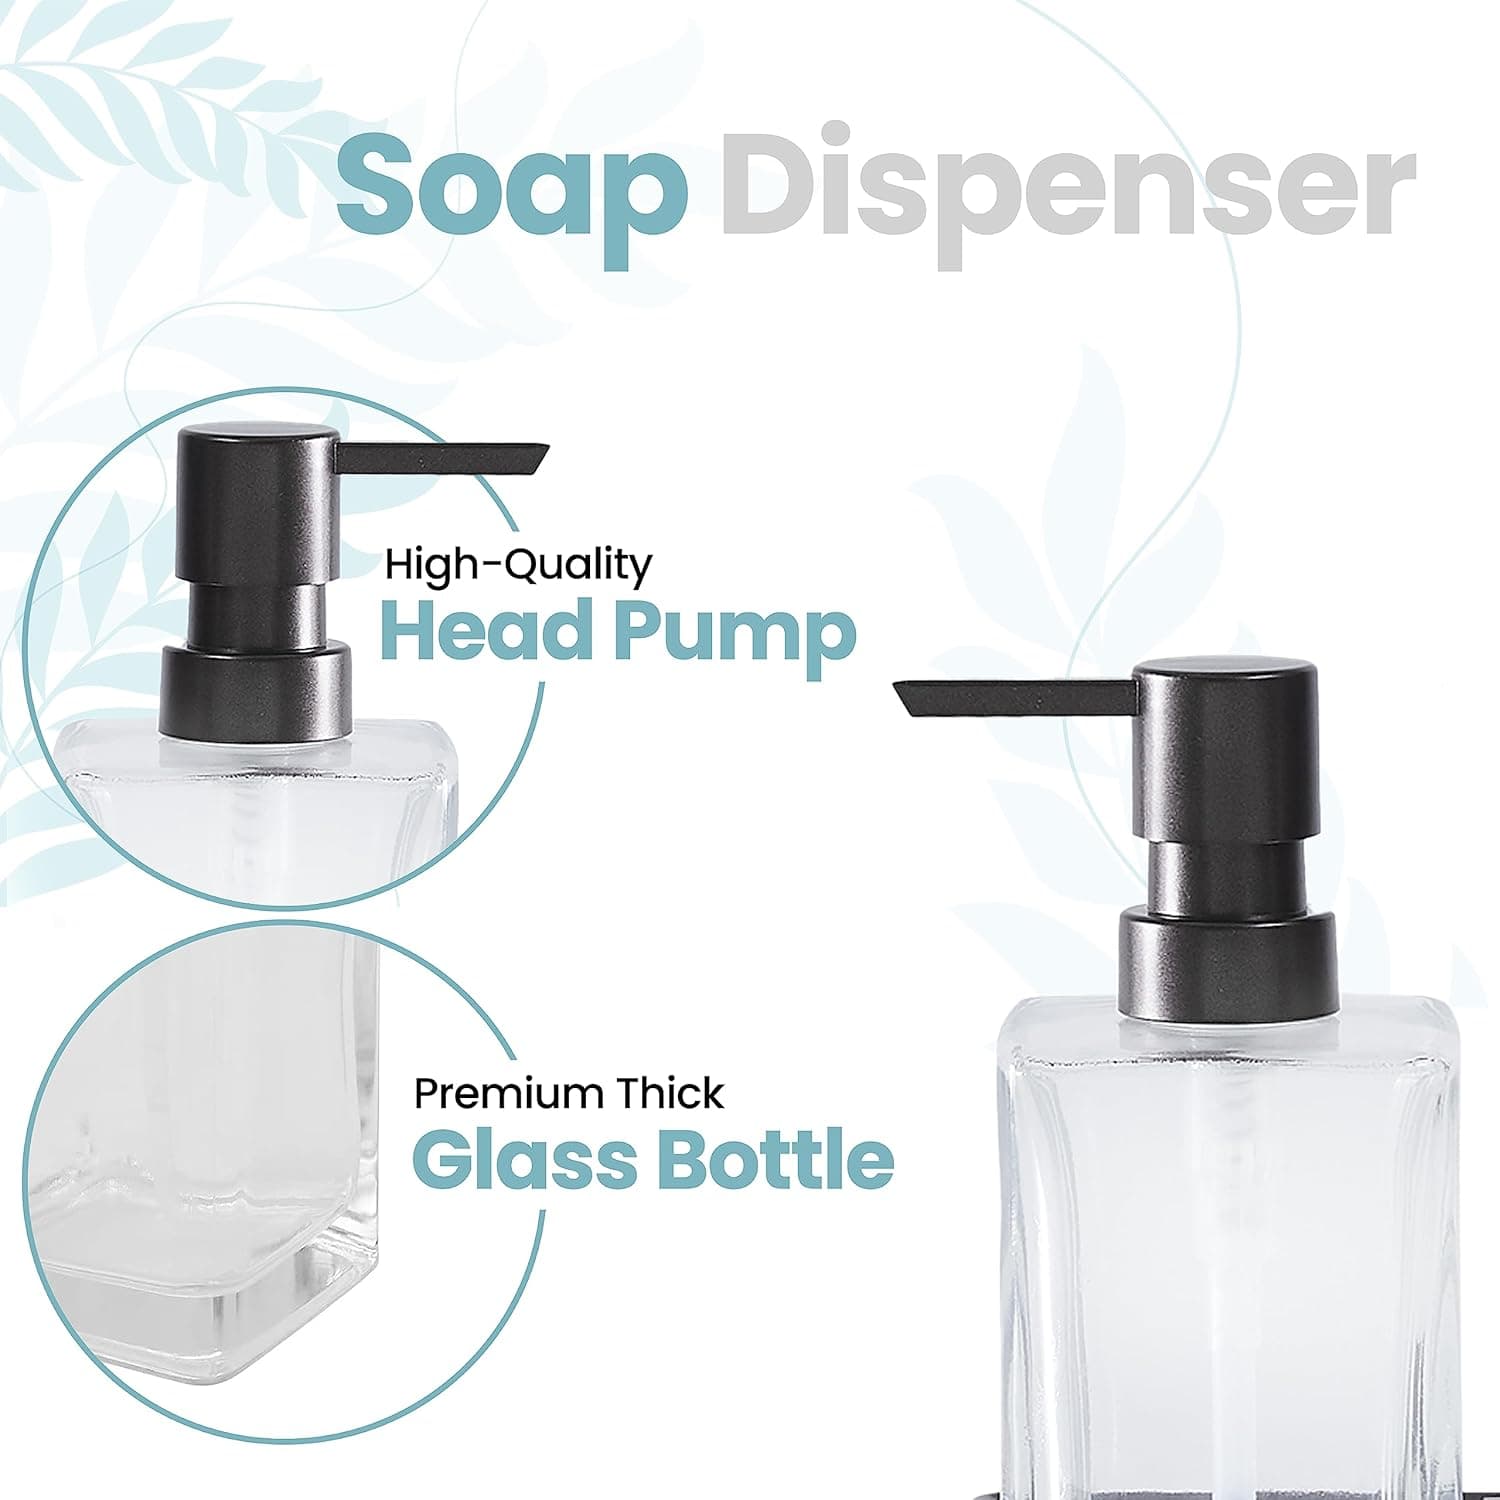 Soap Dispenser
High-Quality
Head Pump
Premium Thick
Glass Bottle